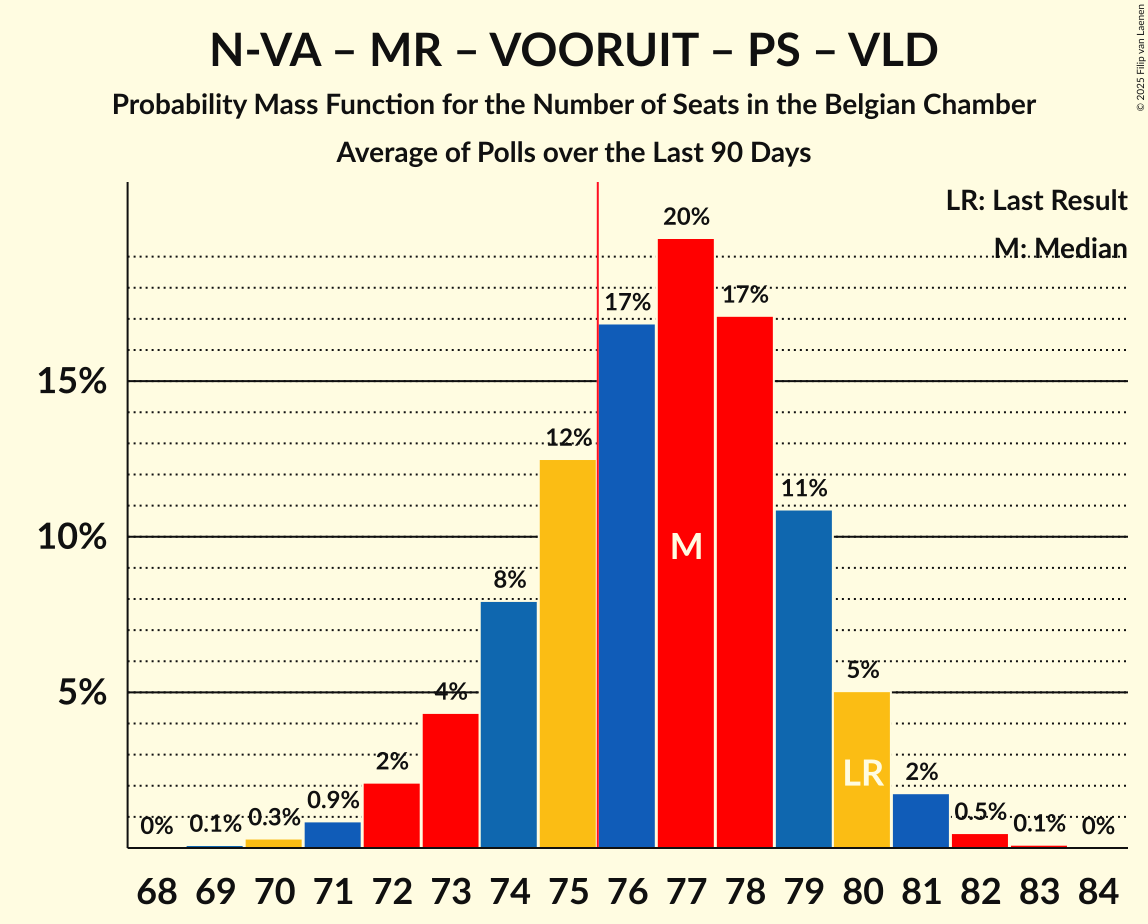 N-VA – MR – VOORUIT – PS – VLD
Probability Mass Function for the Number of Seats in the Belgian Chamber
Average of Polls over the Last 90 Days
© 2025 Filip van Laenen
LR: Last Result
M: Median
20%
17%
17%
15%
12%
11%
10%
M
8%
5%
5%
4%
LR
2%
2%
0.9%
0.5%
0.3%
0%
0.1%
0.1%
0%
68 69 70 71 72 73 74 75 76 77 78 79 80 81 82 83 84